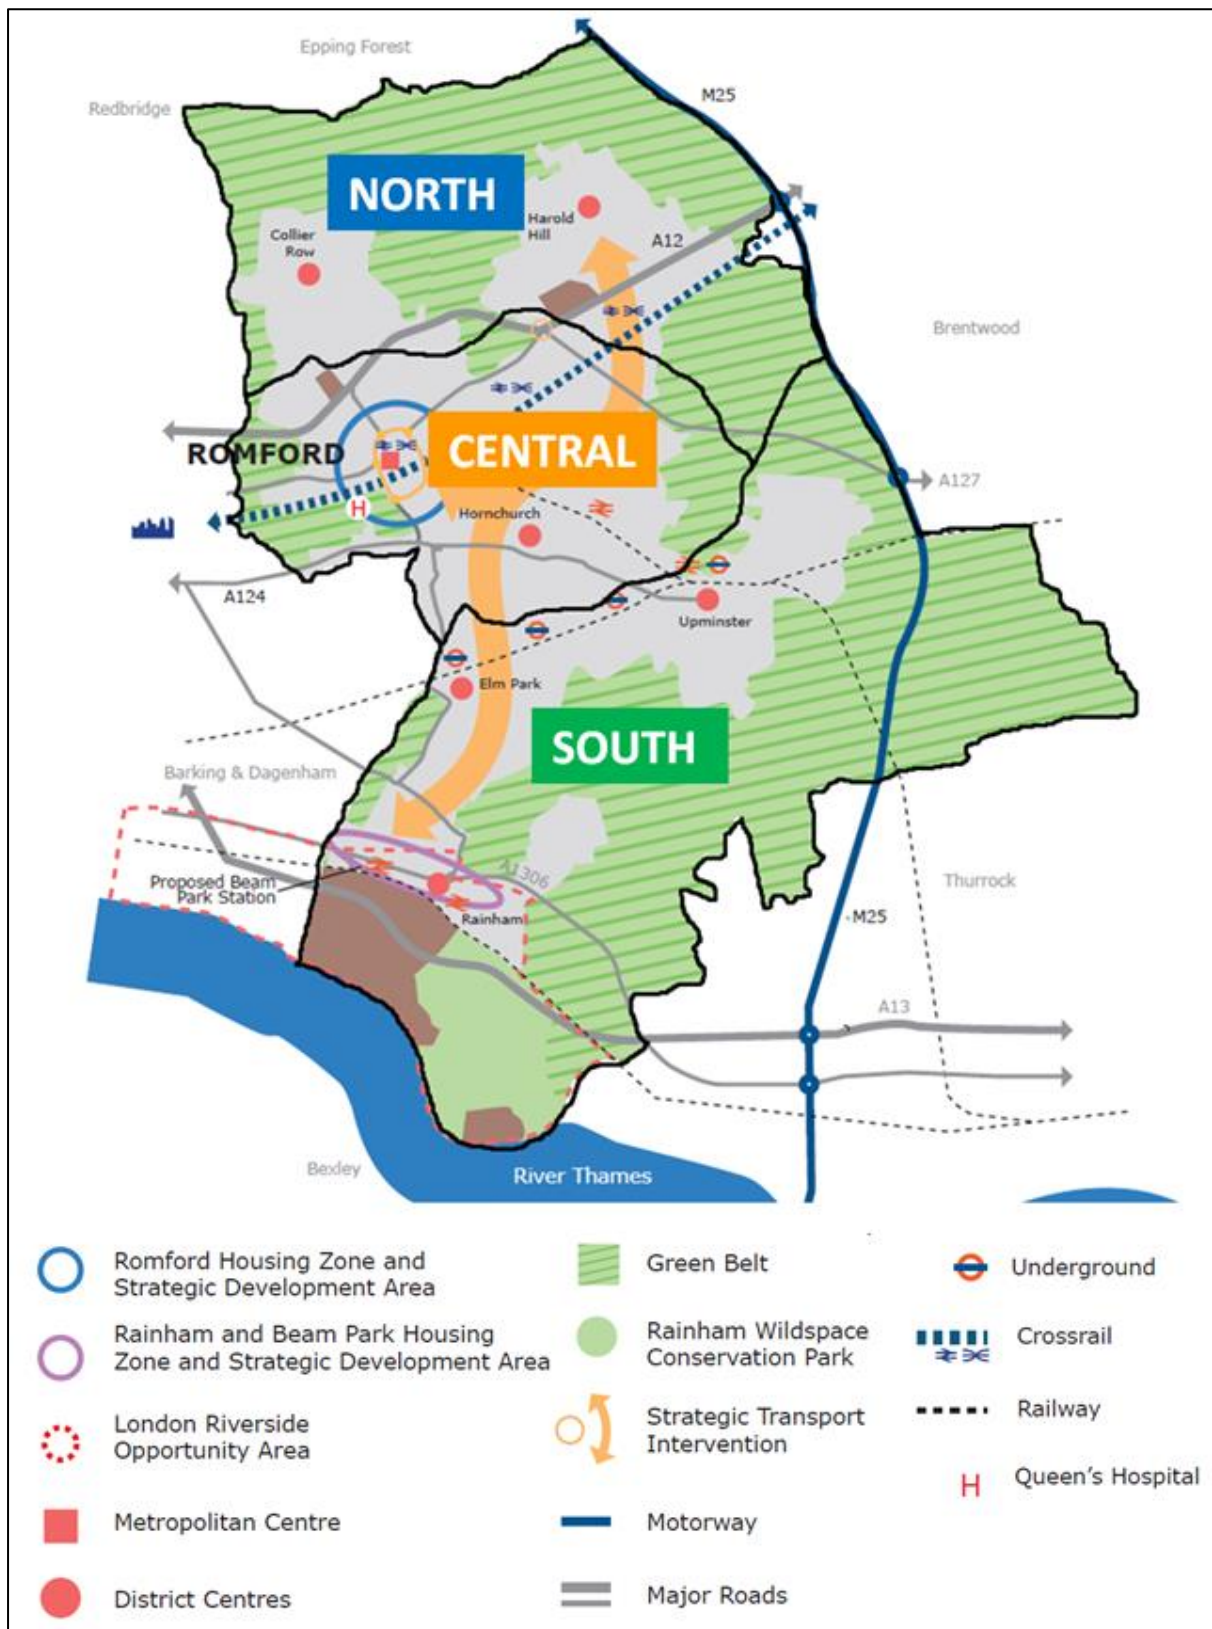 Epping Forest
M25
Redbridge
NORTH
Harold
Hill
Collier
Row
A12
Brentwood
ROMFORD
CENTRAL
A127
H
Hornchurch
A124
Upminster
Elm Park
SOUTH
Barking & Dagenham
A1306
Proposed Beam
Park Station
Thurrock
Rainham
M25
A13
Bexley
River Thames
Romford Housing Zone and
Strategic Development Area
Rainham and Beam Park Housing
Zone and Strategic Development Area
London Riverside
Opportunity Area
Metropolitan Centre
District Centres
Green Belt
Rainham Wildspace
Conservation Park
Strategic Transport
Intervention
Motorway
Major Roads
Underground
Crossrail
Railway
H Queen's Hospital